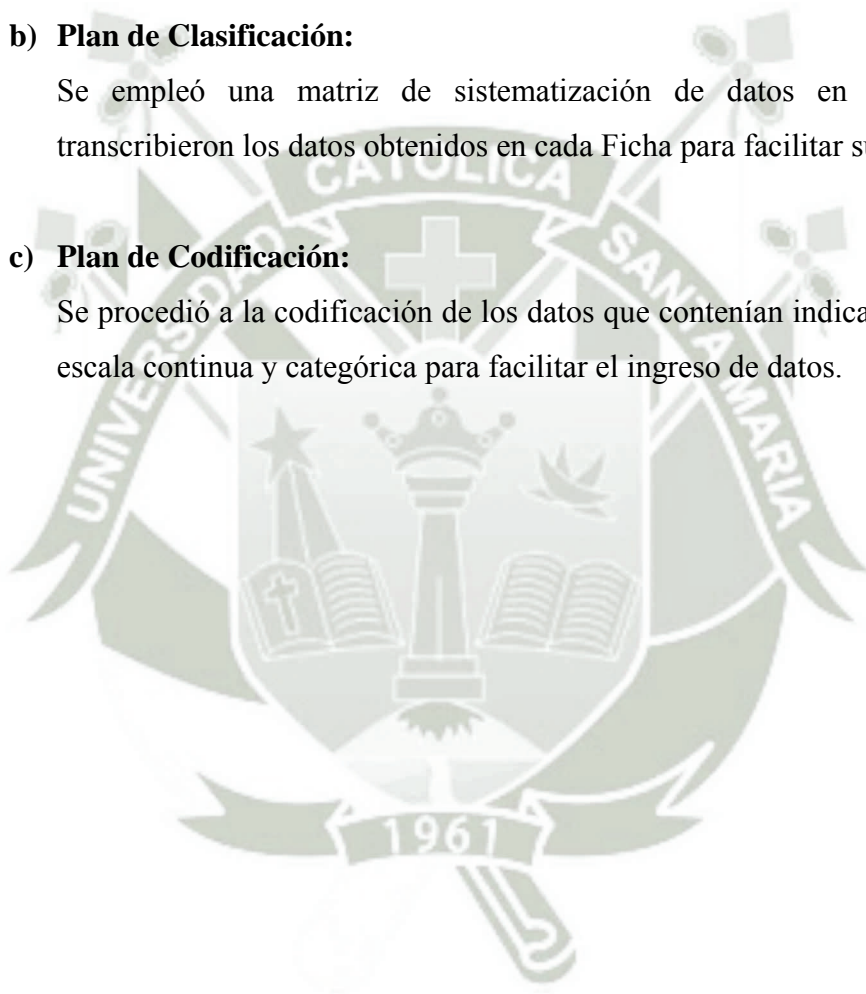 b) Plan de Clasificación:
Se empleó una matriz de sistematización de datos en
transcribieron los datos obtenidos en cada Ficha para facilitar
c) Plan de Codificación:
Se procedió a la codificación de los datos que contenían
escala continua y categórica para facilitar el ingreso de datos.
UNIVERSIDAD CATOLICA SANTA MARIA
1961